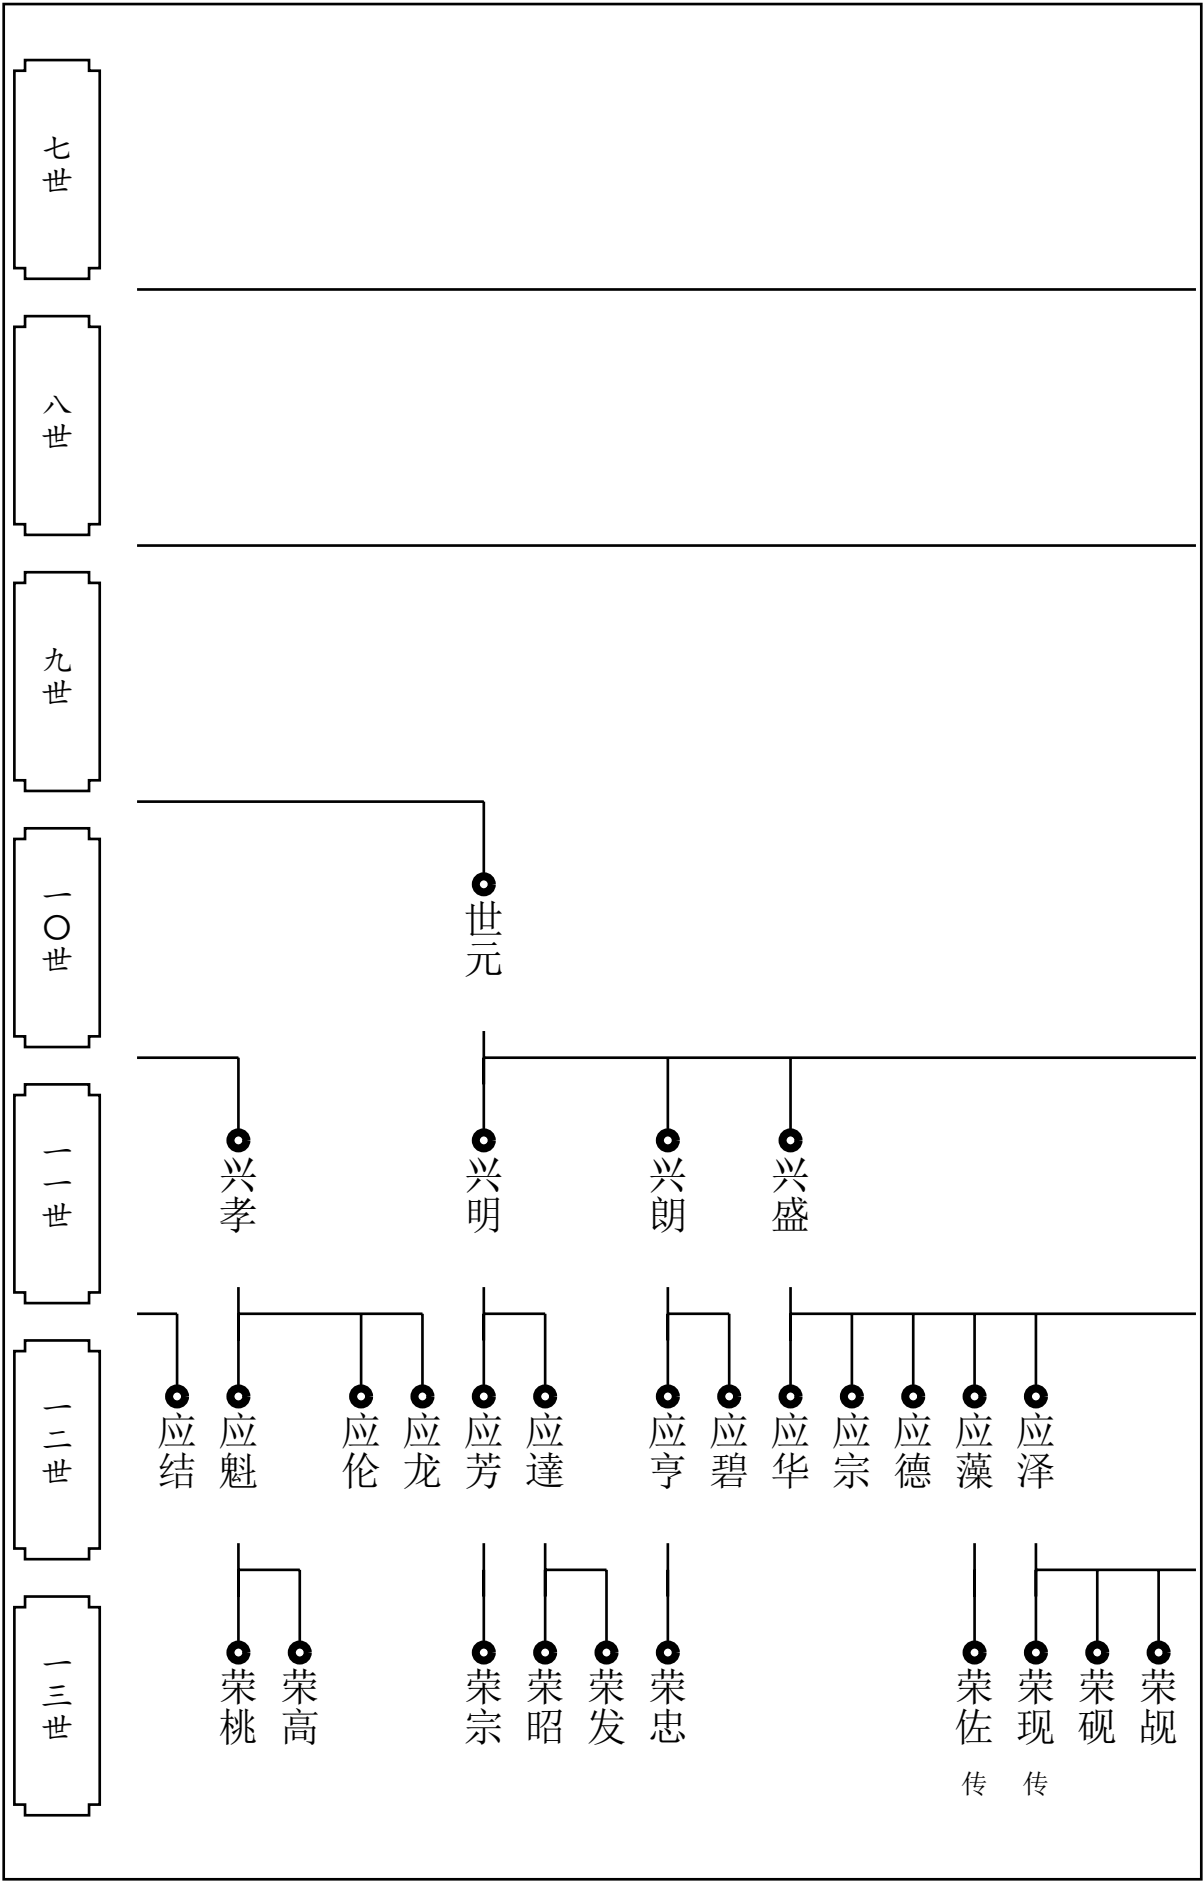 七世
八世
九世
一〇世
世元
一一世
兴孝
兴明
兴朗
兴盛
一二世
应结
应魁
应伦
应龙
应芳
应達
应亨
应碧
应华
应宗
应德
应藻
应泽
一三世
荣桃
荣高
荣宗
荣昭
荣发
荣忠
荣佐
传
荣现
传
荣砚
荣觇